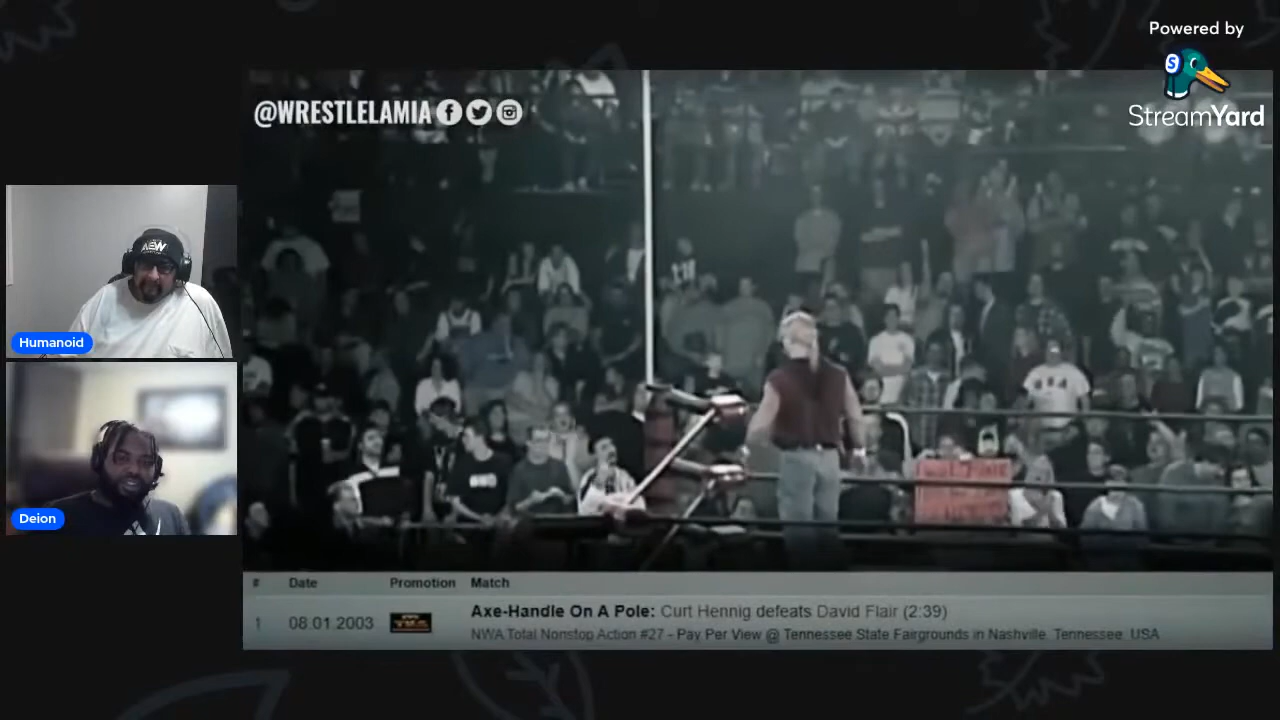 Powered by
StreamYard
@WRESTLELAMIA
AEW
Humanoid
Deion
USA
# Date Promotion Match
1 08.01.2003 Axe-Handle On A Pole: Curt Hennig defeats David Flair (2:39)
NWA Total Nonstop Action #27 - Pay Per View @ Tennessee State Fairgrounds in Nashville, Tennessee, USA